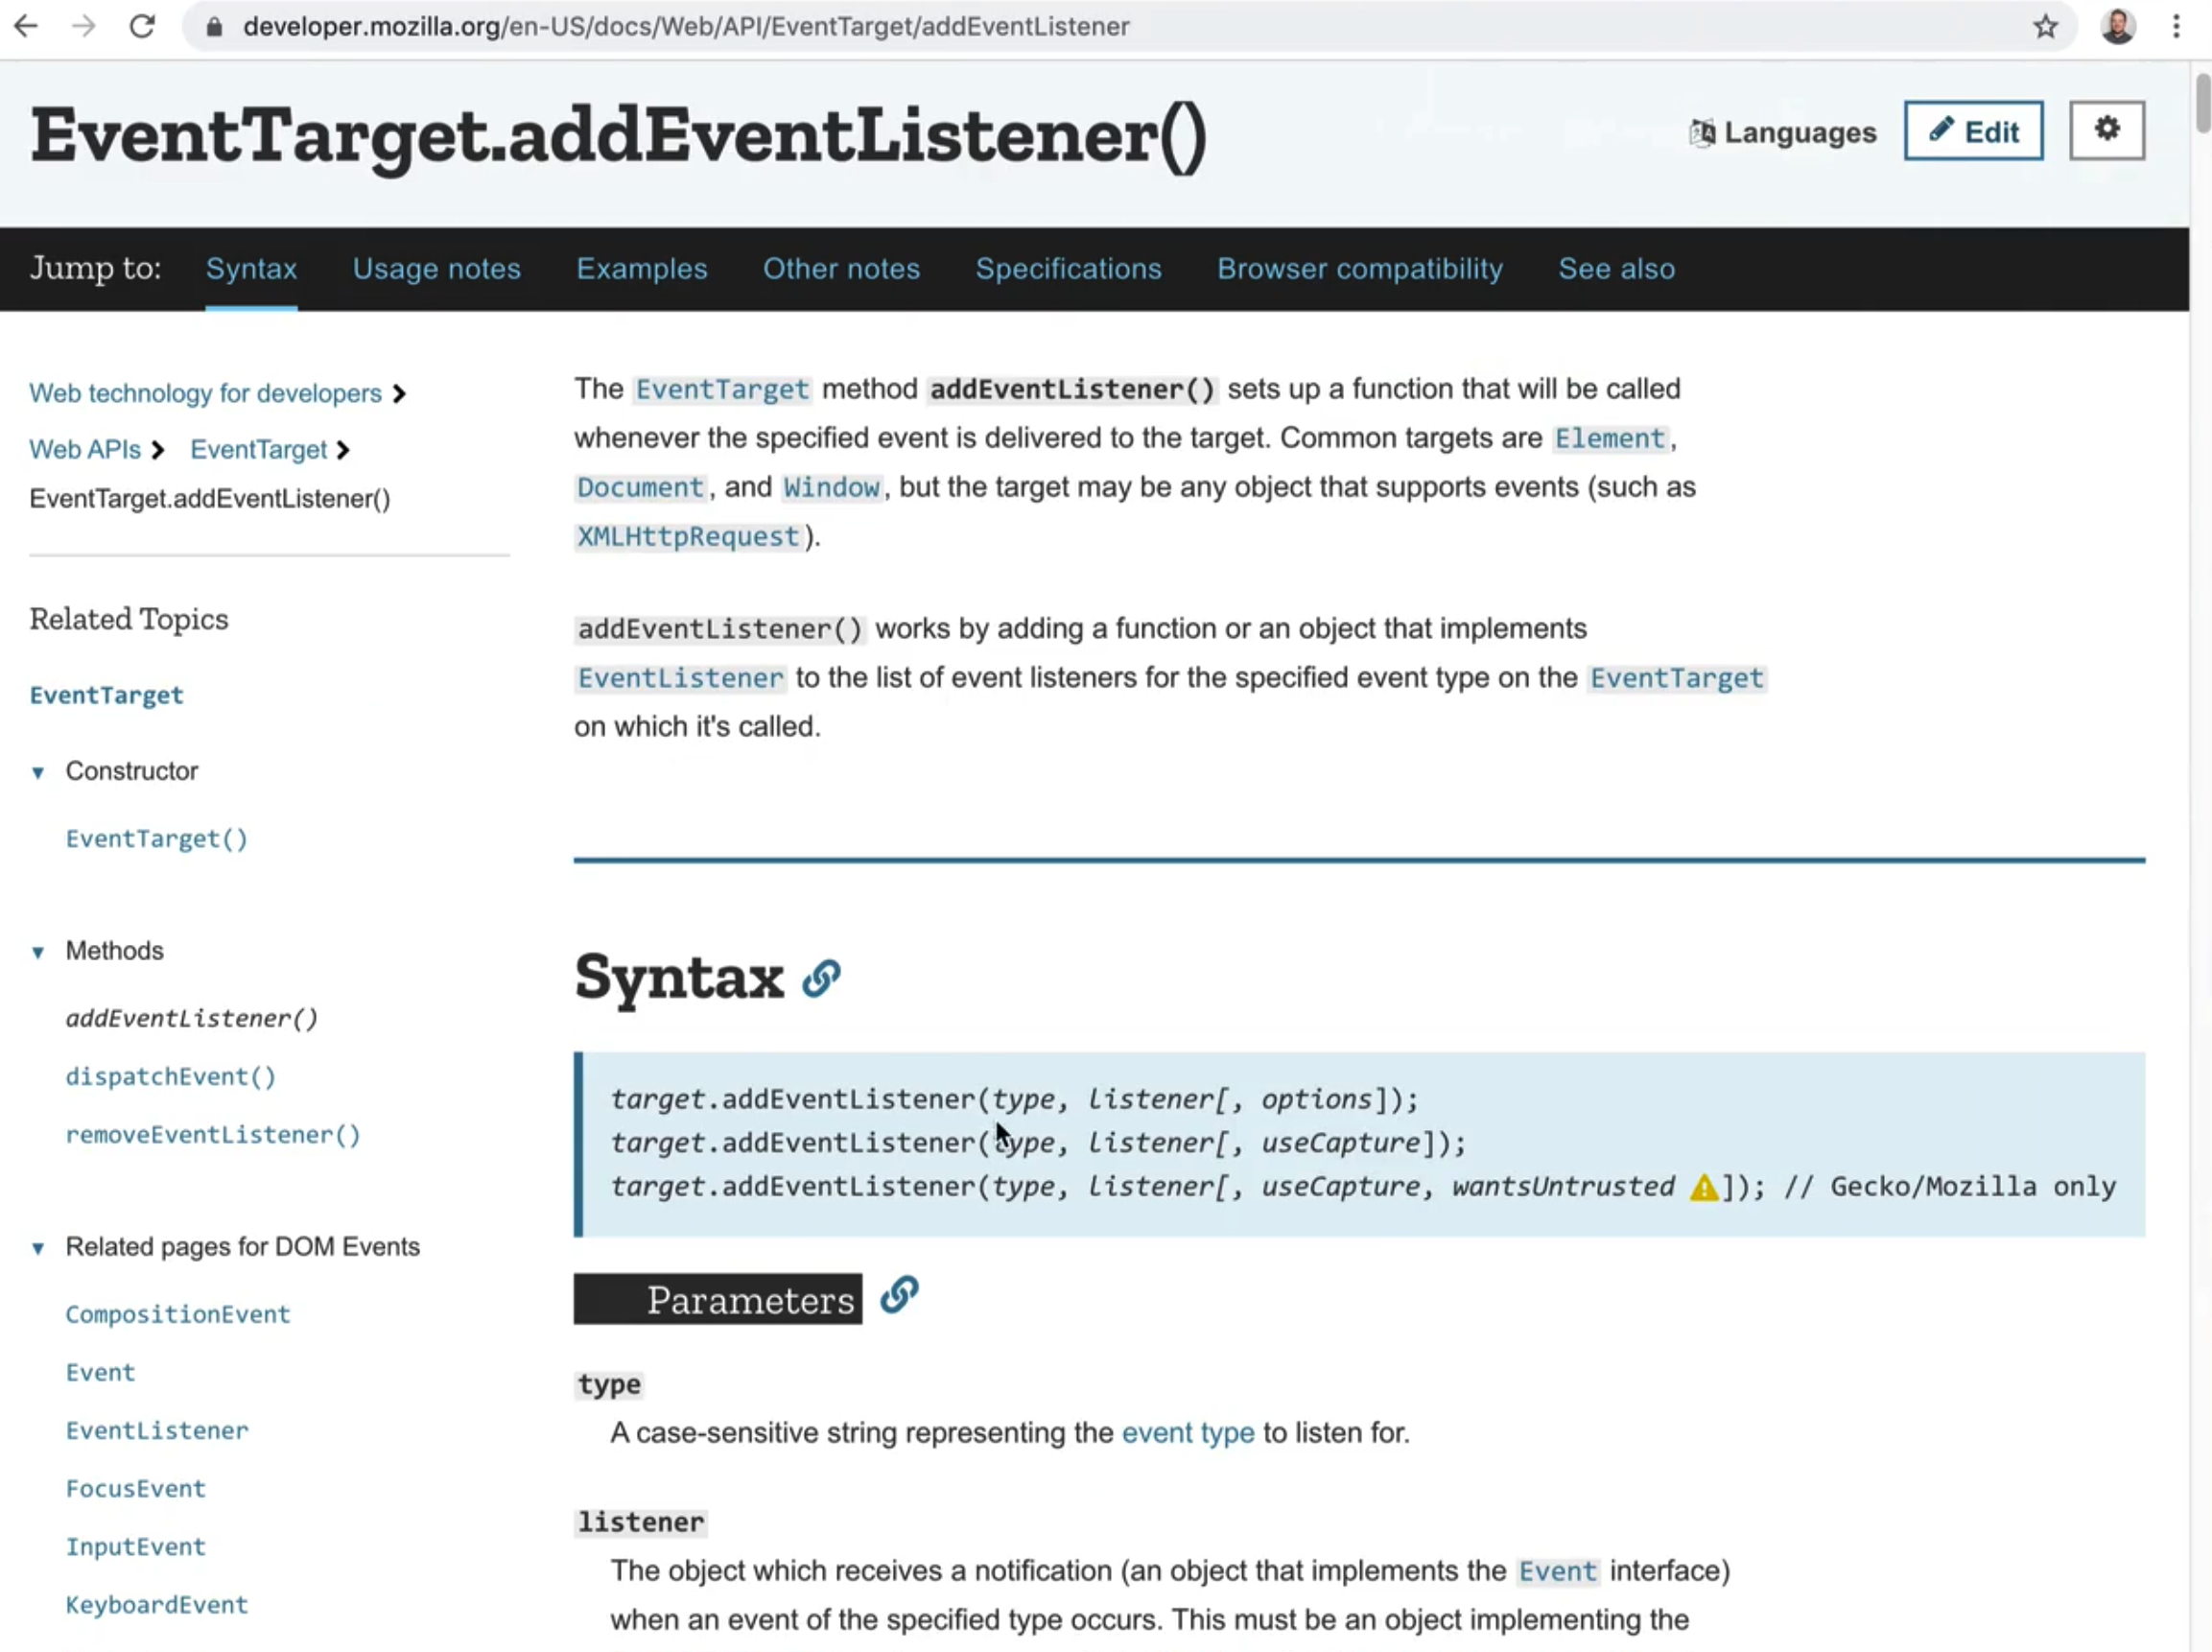 developer.mozilla.org/en-US/docs/Web/API/EventTarget/addEventListener
EventTarget.addEventListener()
Languages
Edit
Jump to: Syntax Usage notes Examples Other notes Specifications Browser compatibility See also
Web technology for developers
Web APIs EventTarget
EventTarget.addEventListener()
Related Topics
EventTarget
Constructor
EventTarget()
Methods
addEventListener()
dispatchEvent()
removeEventListener()
Related pages for DOM Events
CompositionEvent
Event
EventListener
FocusEvent
InputEvent
KeyboardEvent
The EventTarget method addEventListener() sets up a function that will be called
whenever the specified event is delivered to the target. Common targets are Element,
Document, and Window, but the target may be any object that supports events (such as
XMLHttpRequest).
addEventListener() works by adding a function or an object that implements
EventListener to the list of event listeners for the specified event type on the EventTarget
on which it's called.
Syntax
target.addEventListener(type, listener[, options]);
target.addEventListener(type, listener[, useCapture]);
target.addEventListener(type, listener[, useCapture, wantsUntrusted ]); // Gecko/Mozilla only
Parameters
type
A case-sensitive string representing the event type to listen for.
listener
The object which receives a notification (an object that implements the Event interface)
when an event of the specified type occurs. This must be an object implementing the